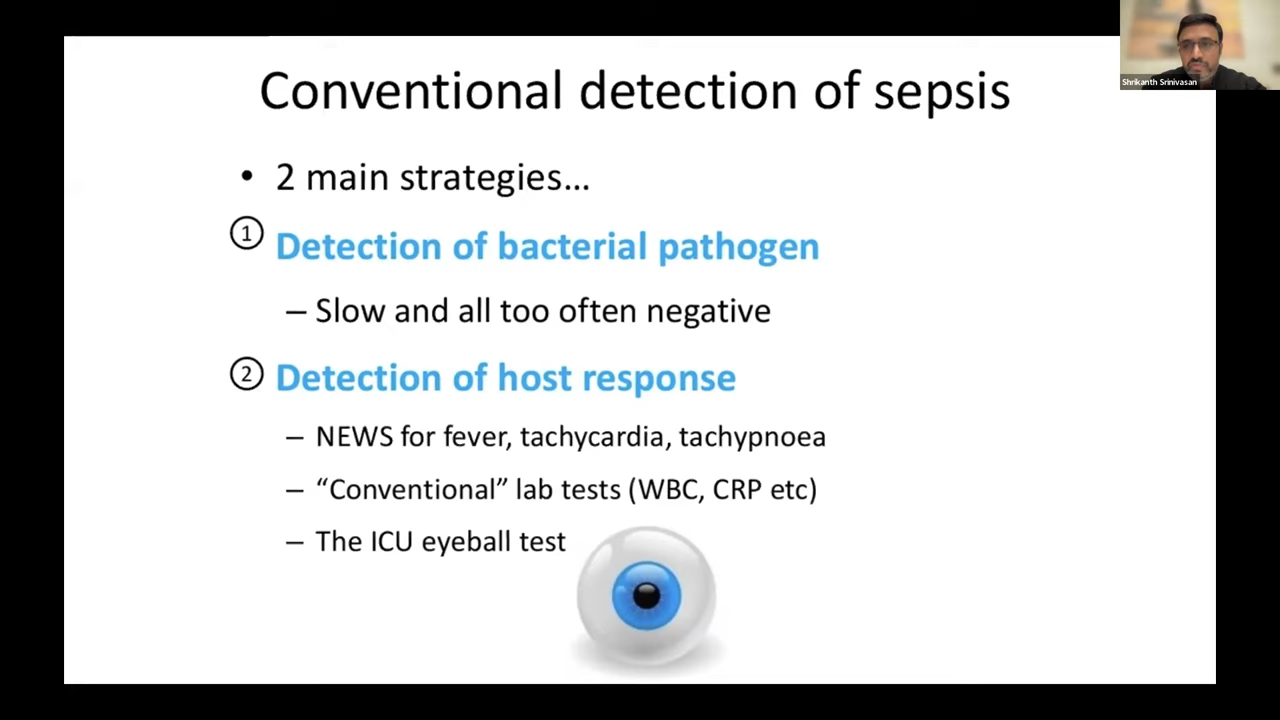 Conventional detection of sepsis
• 2 main strategies...
① Detection of bacterial pathogen
– Slow and all too often negative
② Detection of host response
– NEWS for fever, tachycardia, tachypnoea
– “Conventional” lab tests (WBC, CRP etc)
– The ICU eyeball test
Shrikanth Srinivasan